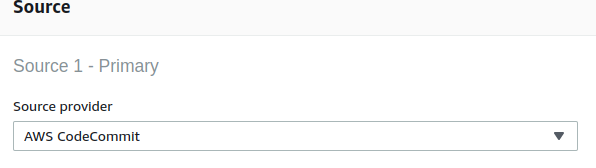 Source
Source 1 - Primary
Source provider
AWS CodeCommit